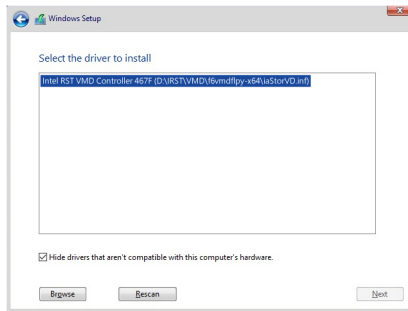 Windows Setup
Select the driver to install
Intel RST VMD Controller 467F (D:\IRST\VMD\f6vmdflpy-x64\iaStorVD.inf)
Hide drivers that aren't compatible with this computer's hardware.
Browse Rescan Next